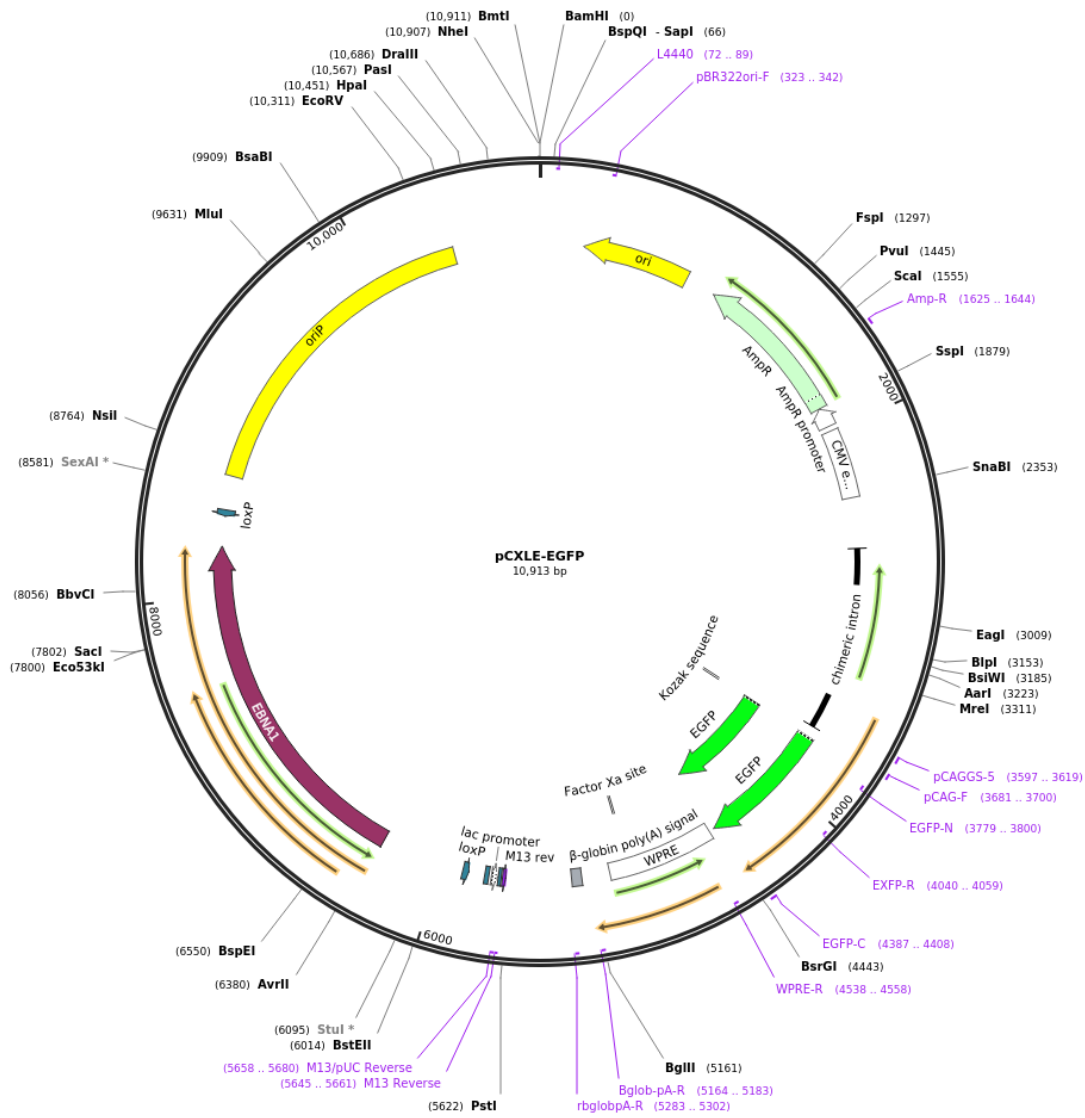 (10,911) BmtI
BamHI (0)
(10,907) NheI
BspQI - SapI (66)
(10,686) DraIII
L4440 (72 .. 89)
(10,567) PasI
pBR322ori-F (323 .. 342)
(10,451) HpaI
(10,311) EcoRV
(9909) BsaBI
(9631) MluI
FspI (1297)
10,000
PvuI (1445)
ori
ScaI (1555)
Amp-R (1625 .. 1644)
oriP
SspI (1879)
AmpR
2000
AmpR promoter
(8764) NsiI
CMV e...
(8581) SexAI *
SnaBI (2353)
loxP
pCXLE-EGFP
10,913 bp
(8056) BbvCI
8000
chimeric intron
EagI (3009)
(7802) SacI
(7800) Eco53kI
Kozak sequence
BlpI (3153)
BsiWI (3185)
AarI (3223)
MreI (3311)
EBNA1
EGFP
EGFP
Factor Xa site
pCAGGS-5 (3597 .. 3619)
pCAG-F (3681 .. 3700)
4000
EGFP-N (3779 .. 3800)
lac promoter
β-globin poly(A) signal
loxP
M13 rev
WPRE
EXFP-R (4040 .. 4059)
6000
EGFP-C (4387 .. 4408)
(6550) BspEI
BsrGI (4443)
(6380) AvrII
WPRE-R (4538 .. 4558)
(6095) StuI *
(6014) BstEII
(5658 .. 5680) M13/pUC Reverse
BglII (5161)
(5645 .. 5661) M13 Reverse
Bglob-pA-R (5164 .. 5183)
(5622) PstI
rbglobpA-R (5283 .. 5302)